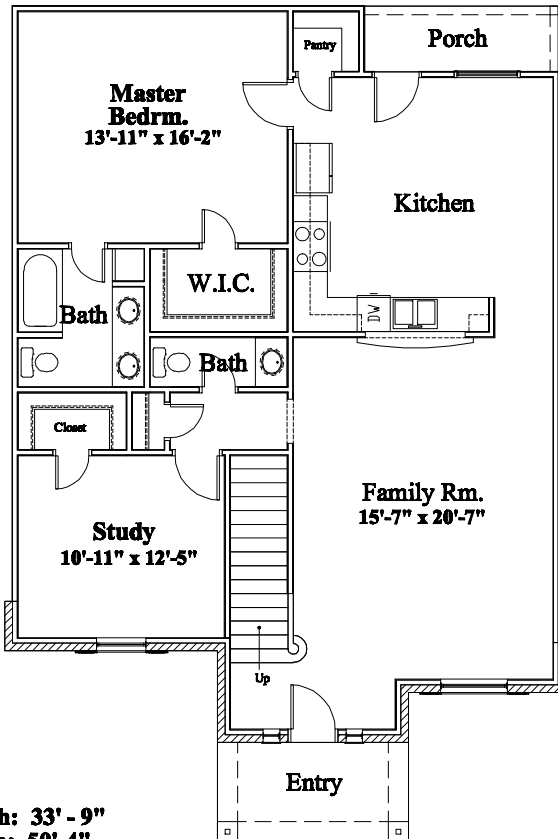 Pantry
Porch
Master
Bedrm.
13'-11" x 16'-2"
Kitchen
W.I.C.
Bath
DW
Bath
Closet
Family Rm.
15'-7" x 20'-7"
Study
10'-11" x 12'-5"
Up
Entry
h: 33' - 9"